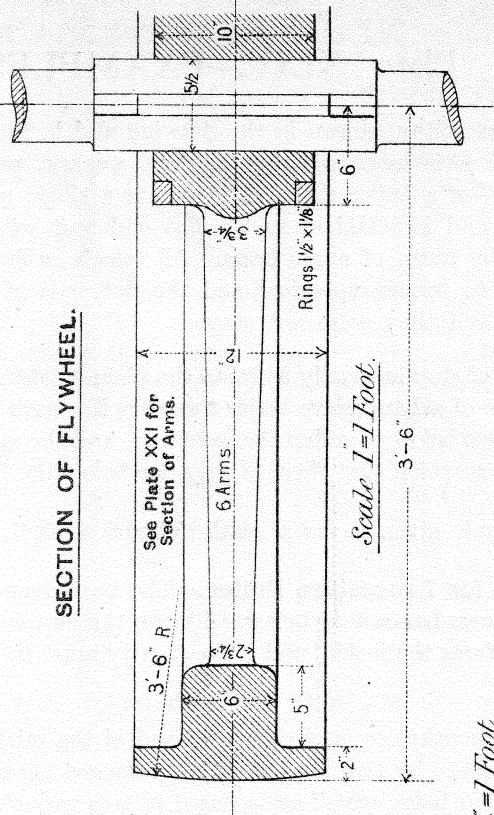 SECTION OF FLYWHEEL.
See Plate XXI for
Section of Arms.
3'-6" R
6 Arms
2¾"
6"
5"
2"
12"
3¾"
10"
5½
6"
Rings 1½" x 1⅛"
Scale 1"=1 Foot.
3'-6"
"=1 Foot.